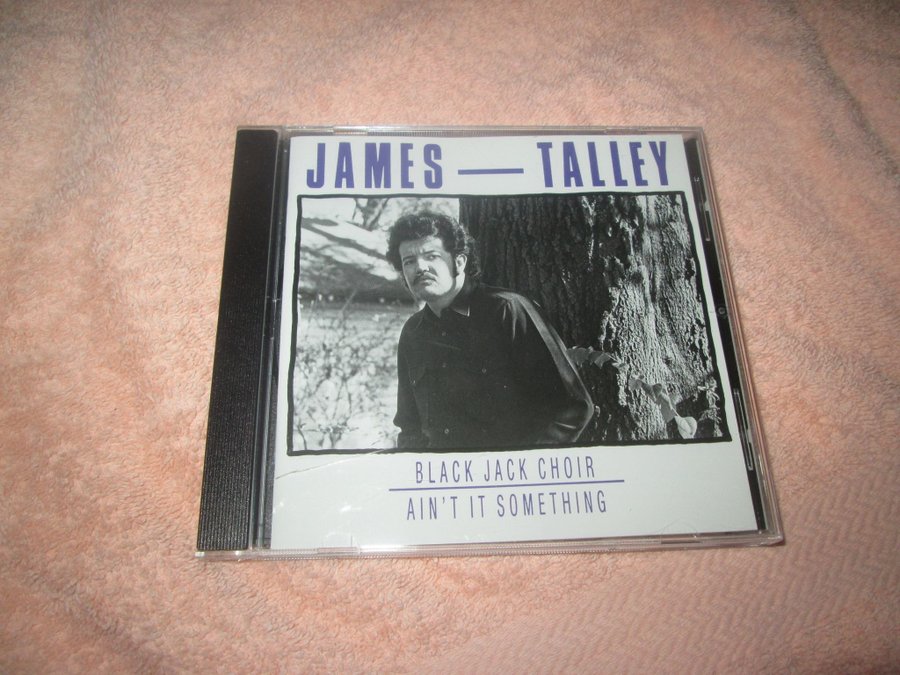 JAMES — TALLEY
BLACK JACK CHOIR
AIN'T IT SOMETHING